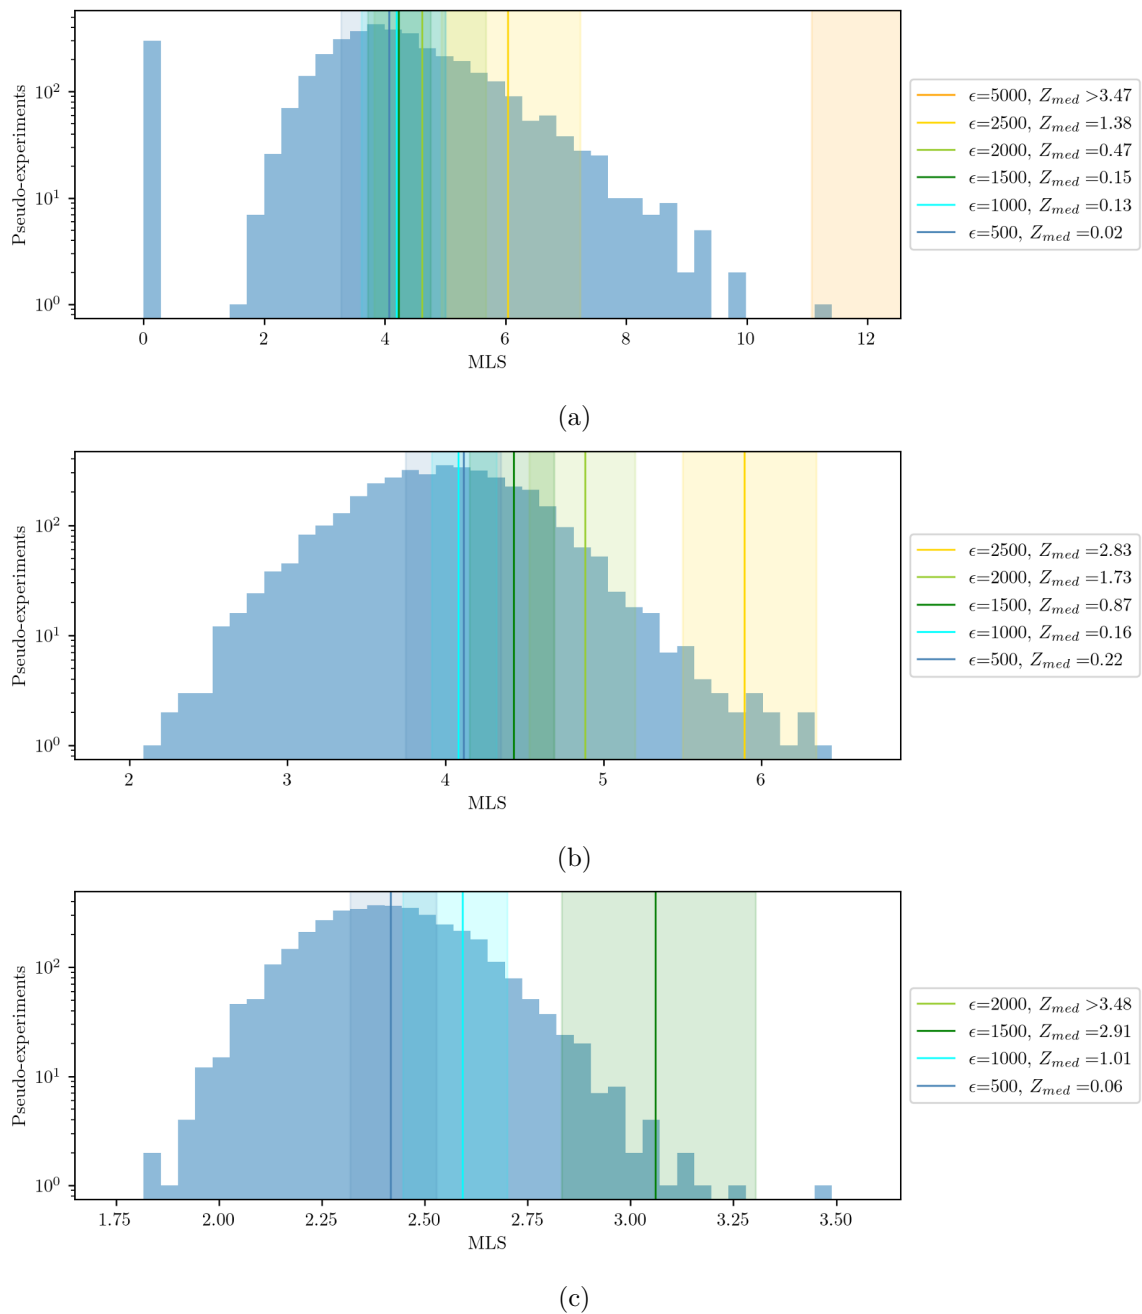 (a)
Pseudo-experiments
10² 
10¹
10⁰
0 2 4 6 8 10 12
MLS
ϵ=5000, Z_med >3.47
ϵ=2500, Z_med =1.38
ϵ=2000, Z_med =0.47
ϵ=1500, Z_med =0.15
ϵ=1000, Z_med =0.13
ϵ=500, Z_med =0.02
(a)
Pseudo-experiments
10²
10¹
10⁰
2 3 4 5 6
MLS
ϵ=2500, Z_med =2.83
ϵ=2000, Z_med =1.73
ϵ=1500, Z_med =0.87
ϵ=1000, Z_med =0.16
ϵ=500, Z_med =0.22
(b)
Pseudo-experiments
10²
10¹
10⁰
1.75 2.00 2.25 2.50 2.75 3.00 3.25 3.50
MLS
ϵ=2000, Z_med >3.48
ϵ=1500, Z_med =2.91
ϵ=1000, Z_med =1.01
ϵ=500, Z_med =0.06
(c)